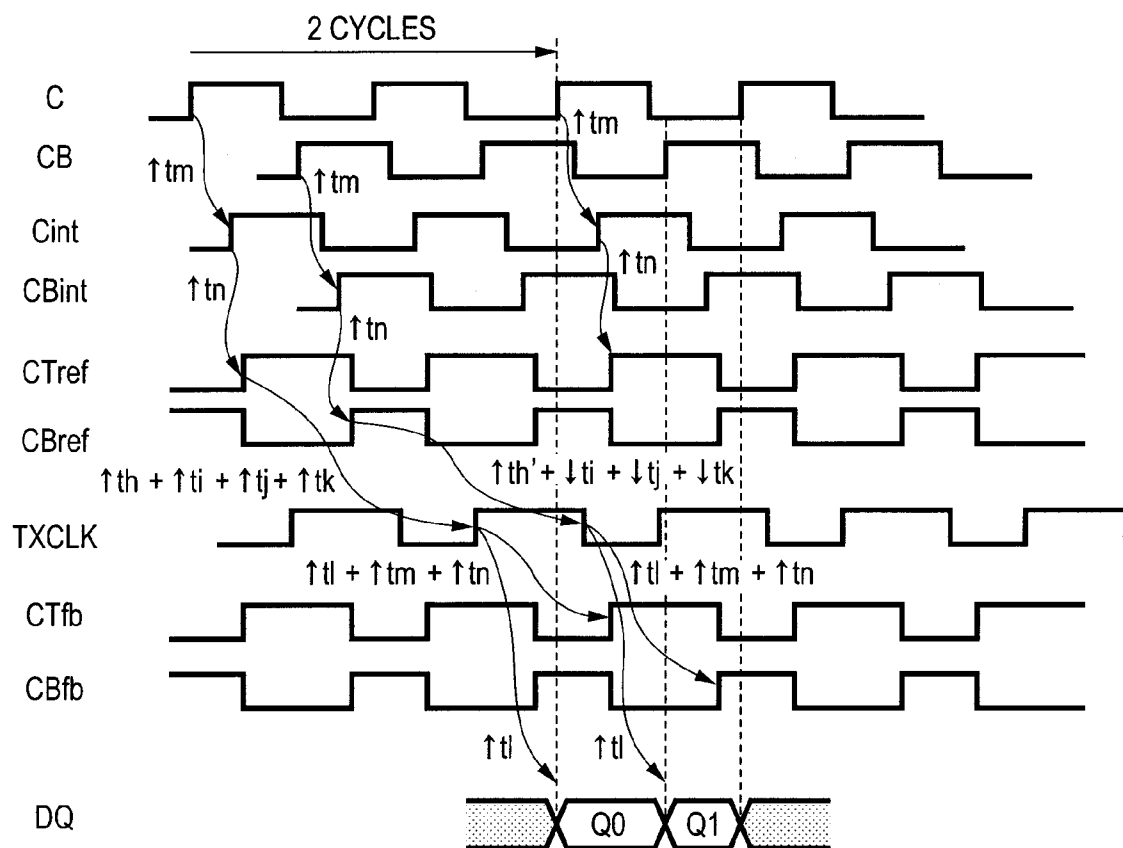 2 CYCLES
C
↑tm
CB
↑tm
↑tm
Cint
↑tn
↑tn
CBint
↑tn
CTref
CBref
↑th + ↑ti + ↑tj + ↑tk
↑th' + ↓ti + ↓tj + ↓tk
TXCLK
↑tl + ↑tm + ↑tn
↑tl + ↑tm + ↑tn
CTfb
CBfb
↑tl
↑tl
DQ
Q0
Q1